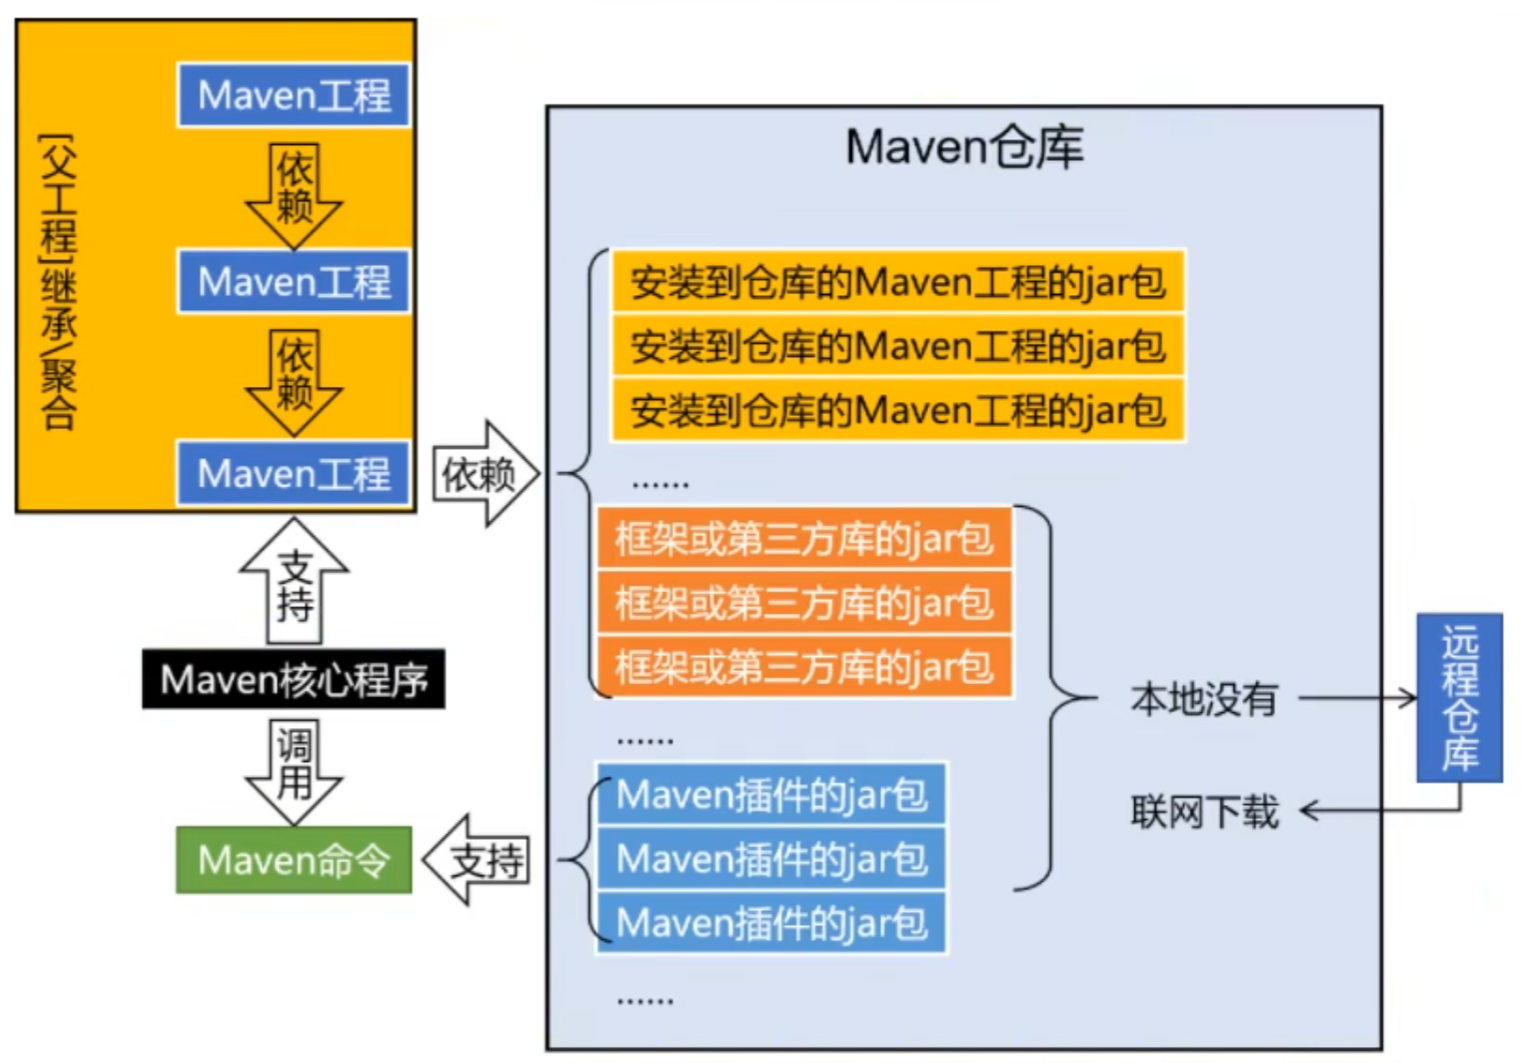 [父工程]继承/聚合
Maven工程
依赖
Maven工程
依赖
Maven工程
支持
Maven核心程序
调用
Maven命令
依赖
支持
Maven仓库
安装到仓库的Maven工程的jar包
安装到仓库的Maven工程的jar包
安装到仓库的Maven工程的jar包
......
框架或第三方库的jar包
框架或第三方库的jar包
框架或第三方库的jar包
......
Maven插件的jar包
Maven插件的jar包
Maven插件的jar包
......
本地没有
联网下载
远程仓库